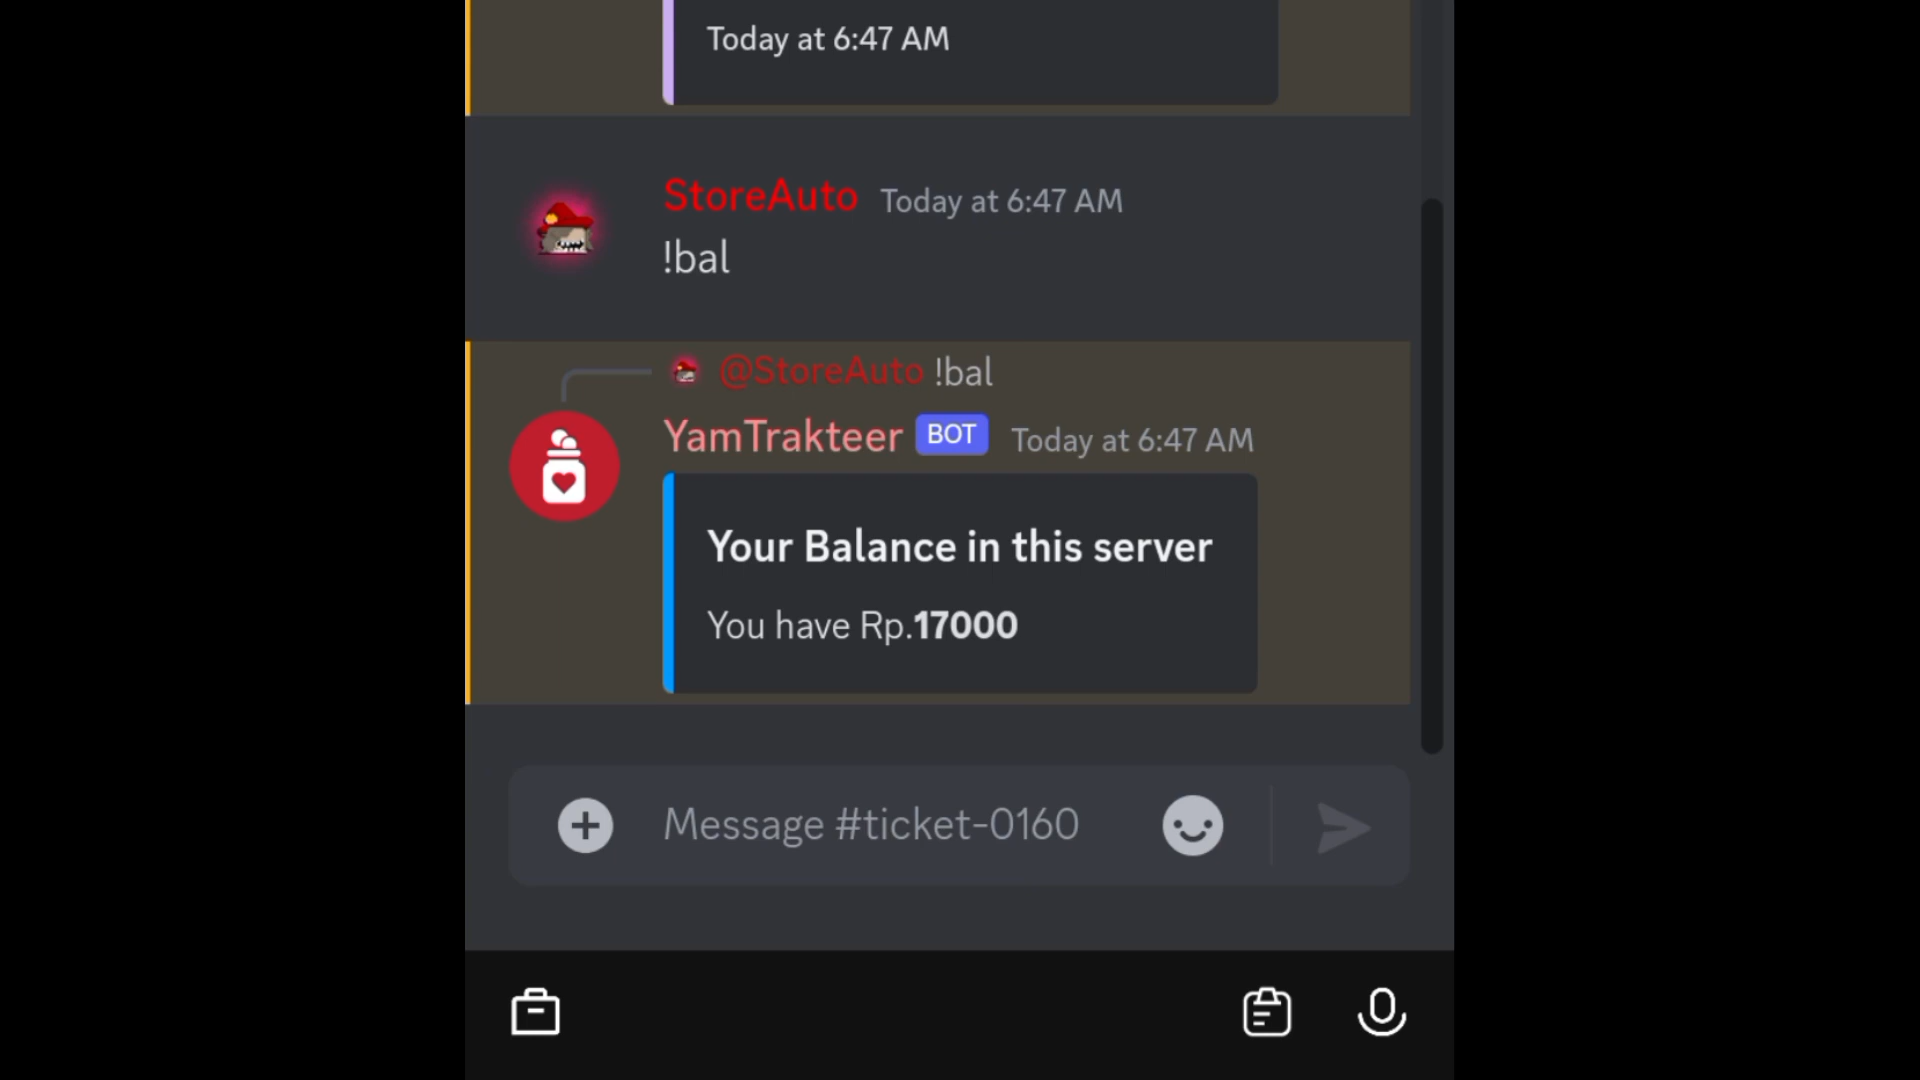 Today at 6:47 AM
StoreAuto Today at 6:47 AM
!bal
@StoreAuto !bal
YamTrakteer BOT Today at 6:47 AM
Your Balance in this server
You have Rp.17000
Message #ticket-0160